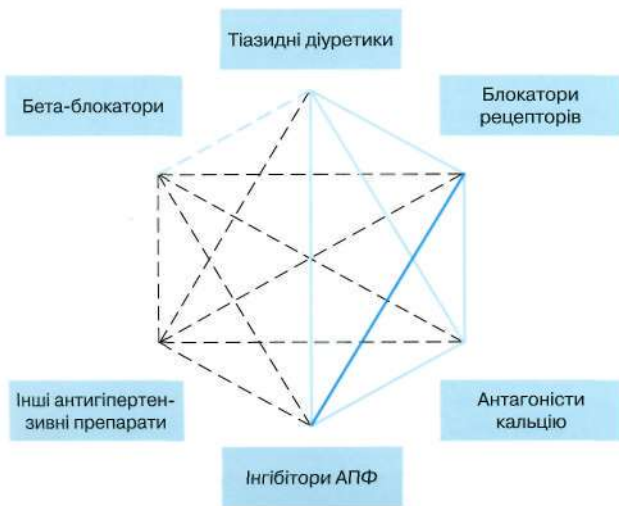 Тіазидні діуретики
Бета-блокатори
Блокатори
рецепторів
Інші антигіпертен-
зивні препарати
Антагоністи
кальцію
Інгібітори АПФ